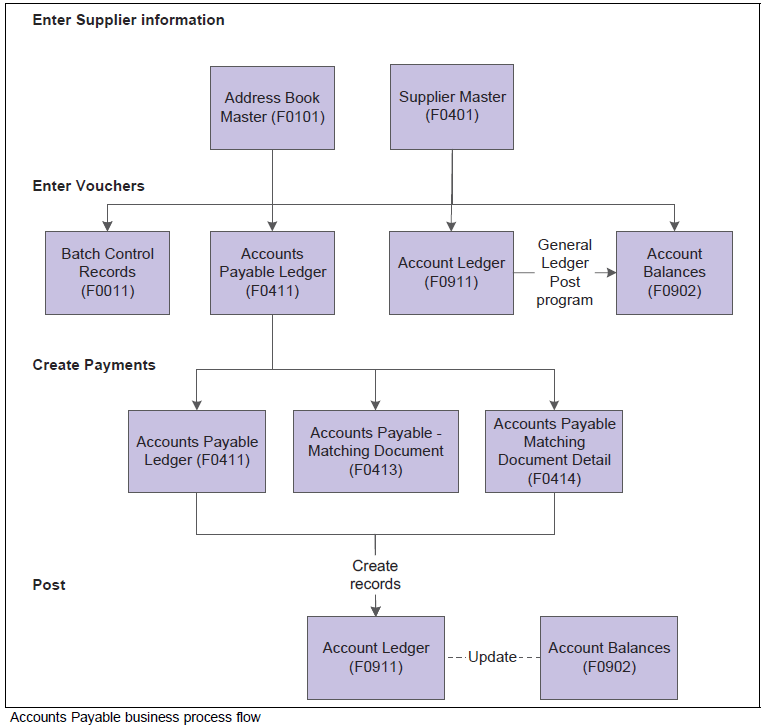 Enter Supplier information
Address Book
Master (F0101)
Supplier Master
(F0401)
Enter Vouchers
Batch Control
Records
(F0011)
Accounts
Payable Ledger
(F0411)
Account Ledger
(F0911)
General
Ledger
Post
program
Account
Balances
(F0902)
Create Payments
Accounts Payable
Ledger (F0411)
Accounts Payable -
Matching Document
(F0413)
Accounts Payable
Matching
Document Detail
(F0414)
Create
records
Post
Account Ledger
(F0911)
Update
Account Balances
(F0902)
Accounts Payable business process flow